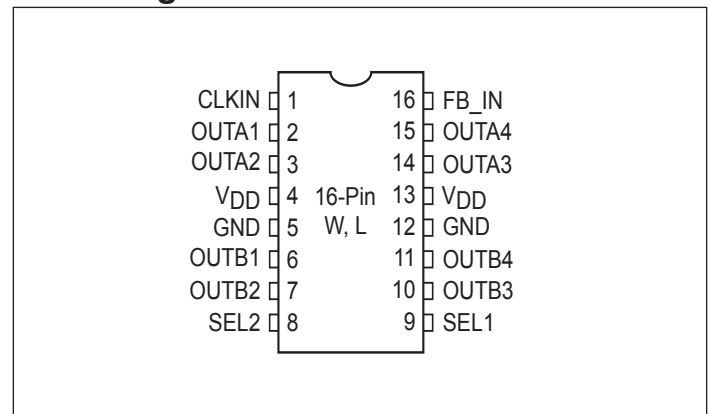 CLKIN 1 16 FB_IN
OUTA1 2 15 OUTA4
OUTA2 3 14 OUTA3
VDD 4 16-Pin 13 VDD
GND 5 W, L 12 GND
OUTB1 6 11 OUTB4
OUTB2 7 10 OUTB3
SEL2 8 9 SEL1